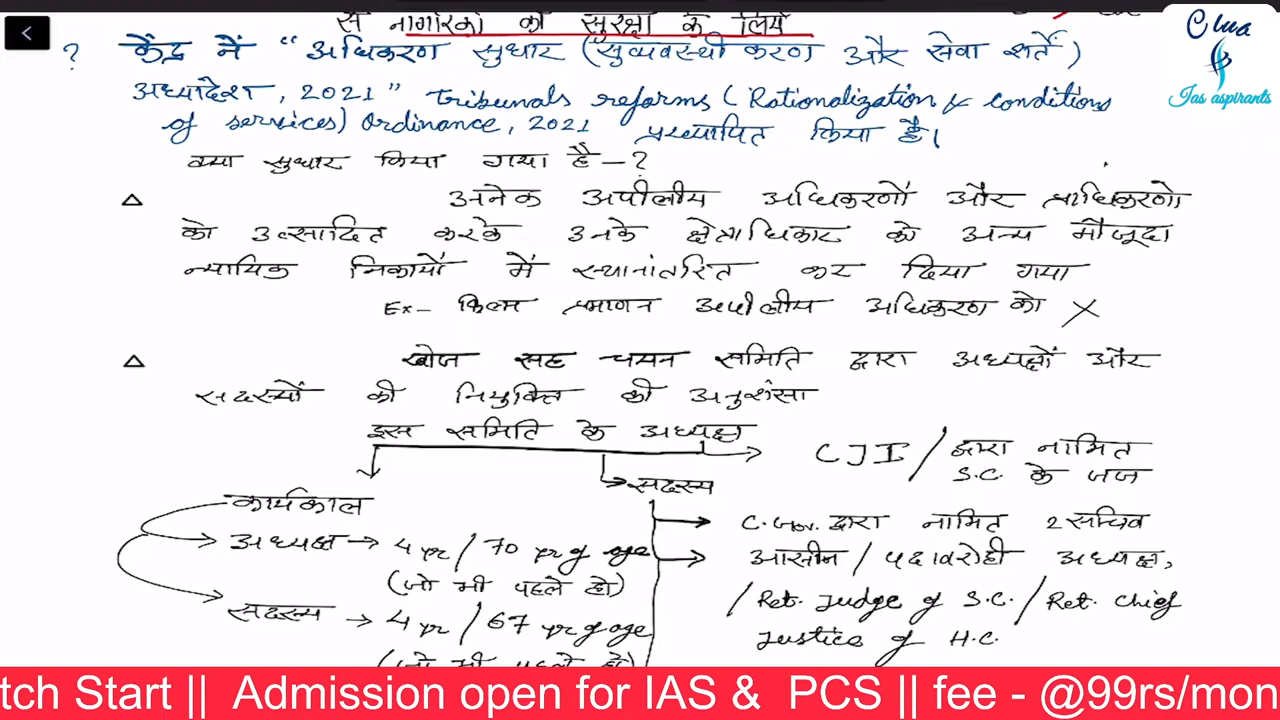 से नागरिकों की सुरक्षा के लिये
? केंद्र नें "अधिकरण सुधार (सुव्यवस्थीकरण और सेवा शर्तें)
अध्यादेश, 2021" Tribunals reforms (Rationalization & conditions
of services) Ordinance, 2021 प्रख्यापित किया है।
क्या सुधार किया गया है -?
△ अनेक अपीलीय अधिकरणों और प्राधिकरणो
को उत्सादित करके उनके क्षेत्राधिकार को अन्य मौजूदा
न्यायिक निकायों में स्थानांतरित कर दिया गया
Ex- फिल्म प्रमाणन अपीलीय अधिकरण को X
△ खोज सह चयन समिति द्वारा अध्यक्षों और
सदस्यों की नियुक्ति की अनुशंसा
इस समिति के अध्यक्ष
CJI / द्वारा नामित
S.C. के जज
सदस्य
C. Gov. द्वारा नामित 2 सचिव
आसीन / पदावरोही अध्यक्ष,
/ Ret. Judge of S.C. / Ret. Chief
Justice of H.C.
कार्यकाल
अध्यक्ष → 4 yr / 70 yr of age
(जो भी पहले हो)
सदस्य → 4 yr / 67 yr of age
(जो भी पहले हो)
Clua
Ias aspirants
tch Start || Admission open for IAS & PCS || fee - @99rs/mon